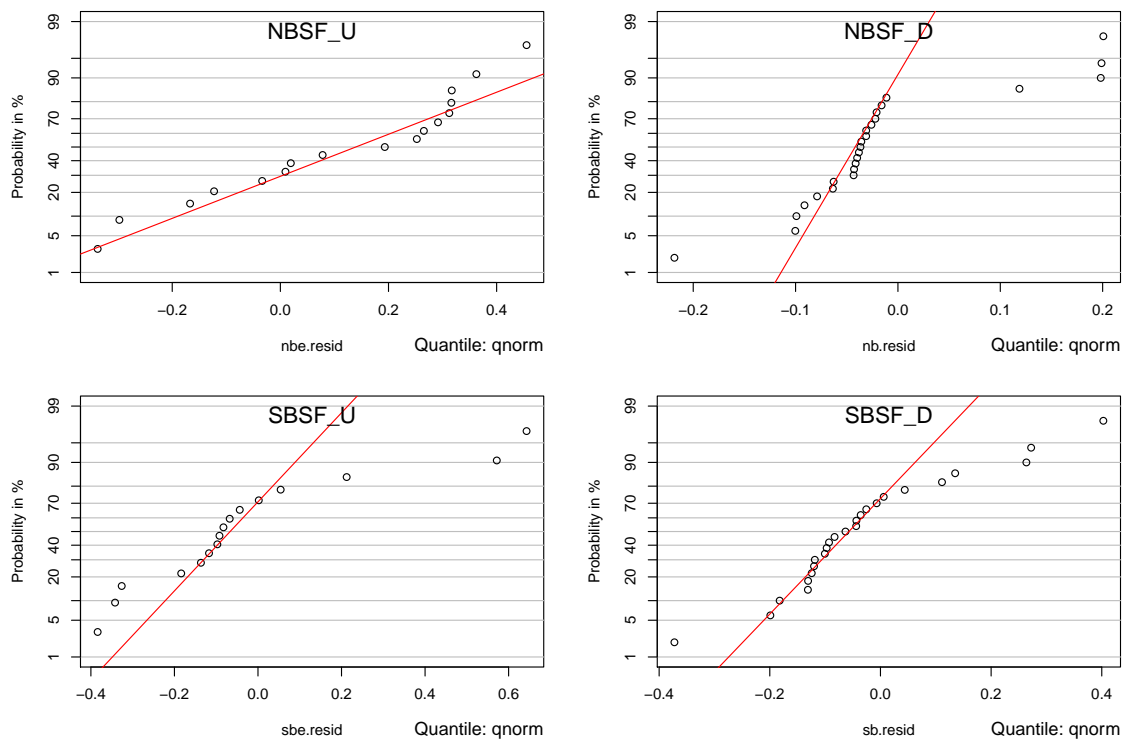 NBSF_U
Probability in %
99
90
70
40
20
5
1
−0.2 0.0 0.2 0.4
nbe.resid Quantile: qnorm
NBSF_D
Probability in %
99
90
70
40
20
5
1
−0.2 −0.1 0.0 0.1 0.2
nb.resid Quantile: qnorm
SBSF_U
Probability in %
99
90
70
40
20
5
1
−0.4 −0.2 0.0 0.2 0.4 0.6
sbe.resid Quantile: qnorm
SBSF_D
Probability in %
99
90
70
40
20
5
1
−0.4 −0.2 0.0 0.2 0.4
sb.resid Quantile: qnorm